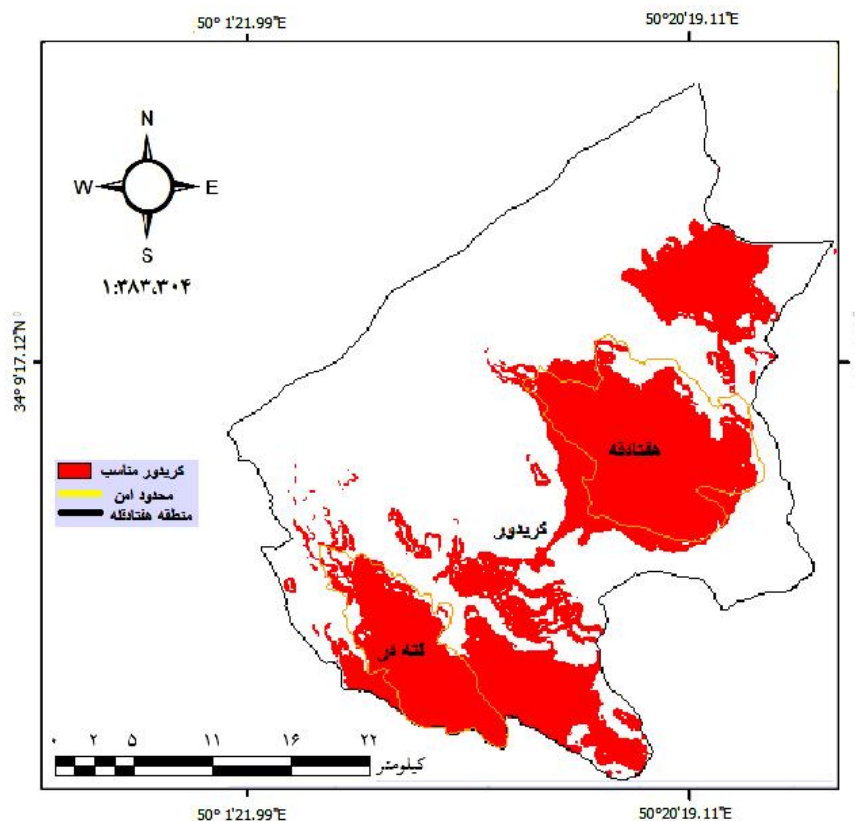 50° 1'21.99"E
50°20'19.11"E
N
W
E
S
۱:۳۸۳،۳۰۴
34° 9'17.12"N
هفتادقله
کریدور مناسب
محدود امن
منطقه هفتادقله
کریدور
لته در
۰ ۲ ۵ ۱۱ ۱۶ ۲۲
کیلومتر
50° 1'21.99"E
50°20'19.11"E